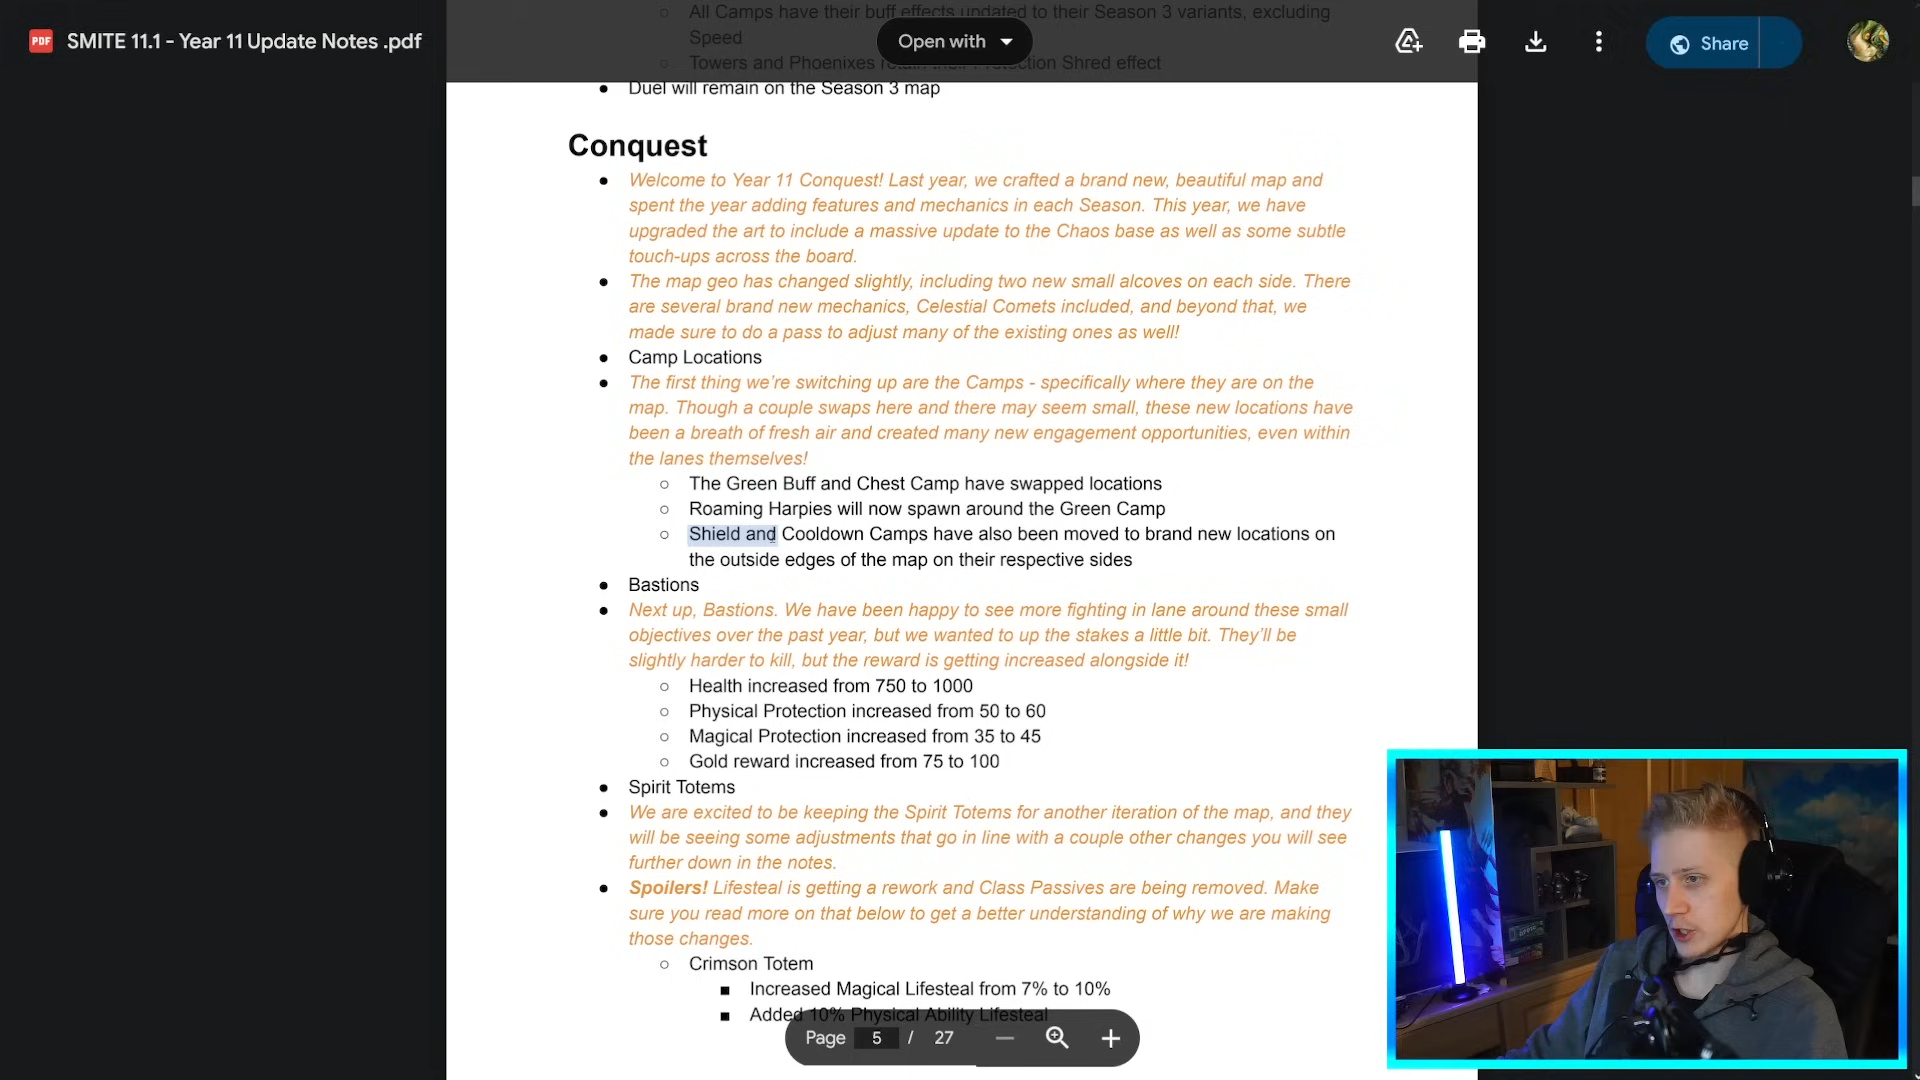 PDF SMITE 11.1 - Year 11 Update Notes .pdf
Open with
Share
All Camps have their buff effects updated to their Season 3 variants, excluding
Speed
Towers and Phoenixes retain their Protection Shred effect
Duel will remain on the Season 3 map
Conquest
Welcome to Year 11 Conquest! Last year, we crafted a brand new, beautiful map and
spent the year adding features and mechanics in each Season. This year, we have
upgraded the art to include a massive update to the Chaos base as well as some subtle
touch-ups across the board.
The map geo has changed slightly, including two new small alcoves on each side. There
are several brand new mechanics, Celestial Comets included, and beyond that, we
made sure to do a pass to adjust many of the existing ones as well!
Camp Locations
The first thing we're switching up are the Camps - specifically where they are on the
map. Though a couple swaps here and there may seem small, these new locations have
been a breath of fresh air and created many new engagement opportunities, even within
the lanes themselves!
The Green Buff and Chest Camp have swapped locations
Roaming Harpies will now spawn around the Green Camp
Shield and Cooldown Camps have also been moved to brand new locations on
the outside edges of the map on their respective sides
Bastions
Next up, Bastions. We have been happy to see more fighting in lane around these small
objectives over the past year, but we wanted to up the stakes a little bit. They'll be
slightly harder to kill, but the reward is getting increased alongside it!
Health increased from 750 to 1000
Physical Protection increased from 50 to 60
Magical Protection increased from 35 to 45
Gold reward increased from 75 to 100
Spirit Totems
We are excited to be keeping the Spirit Totems for another iteration of the map, and they
will be seeing some adjustments that go in line with a couple other changes you will see
further down in the notes.
Spoilers! Lifesteal is getting a rework and Class Passives are being removed. Make
sure you read more on that below to get a better understanding of why we are making
those changes.
Crimson Totem
Increased Magical Lifesteal from 7% to 10%
Added 10% Physical Ability Lifesteal
Page 5 / 27